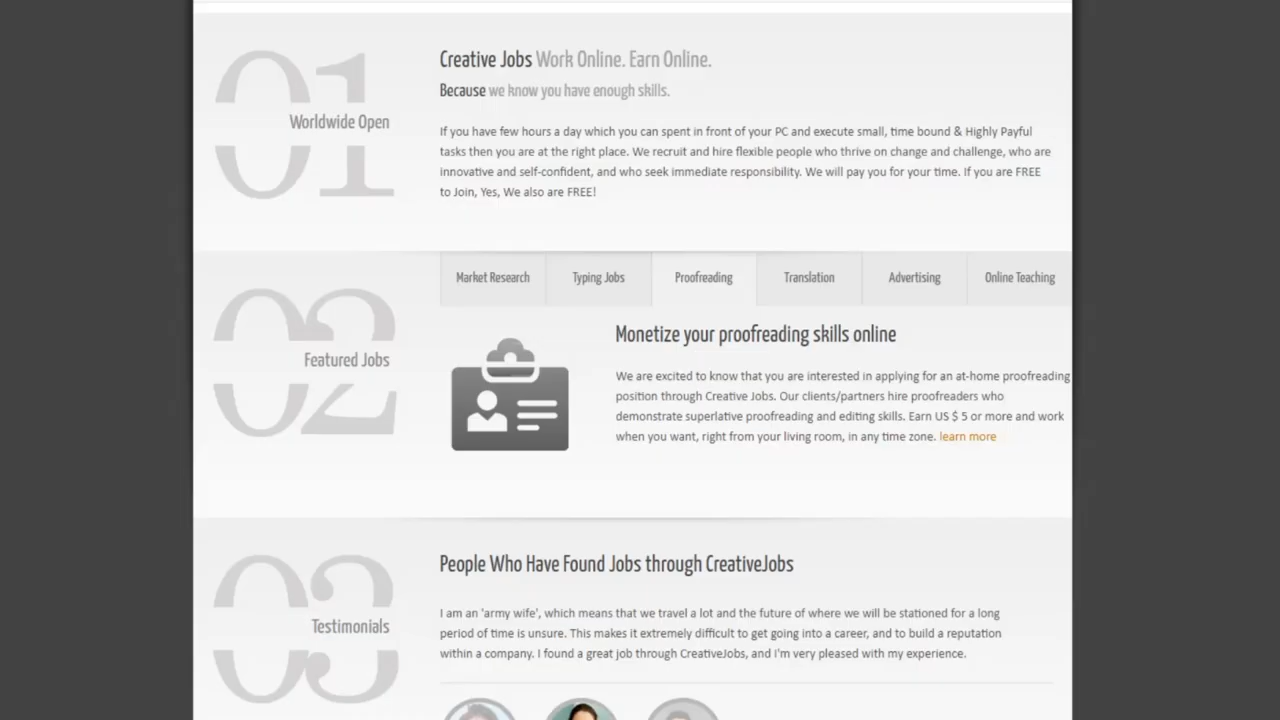 01
Worldwide Open
Creative Jobs Work Online. Earn Online.
Because we know you have enough skills.
If you have few hours a day which you can spent in front of your PC and execute small, time bound & Highly Payful
tasks then you are at the right place. We recruit and hire flexible people who thrive on change and challenge, who are
innovative and self-confident, and who seek immediate responsibility. We will pay you for your time. If you are FREE
to Join, Yes, We also are FREE!
02
Featured Jobs
Market Research
Typing Jobs
Proofreading
Translation
Advertising
Online Teaching
Monetize your proofreading skills online
We are excited to know that you are interested in applying for an at-home proofreading
position through Creative Jobs. Our clients/partners hire proofreaders who
demonstrate superlative proofreading and editing skills. Earn US $ 5 or more and work
when you want, right from your living room, in any time zone. learn more
03
Testimonials
People Who Have Found Jobs through CreativeJobs
I am an 'army wife', which means that we travel a lot and the future of where we will be stationed for a long
period of time is unsure. This makes it extremely difficult to get going into a career, and to build a reputation
within a company. I found a great job through CreativeJobs, and I'm very pleased with my experience.